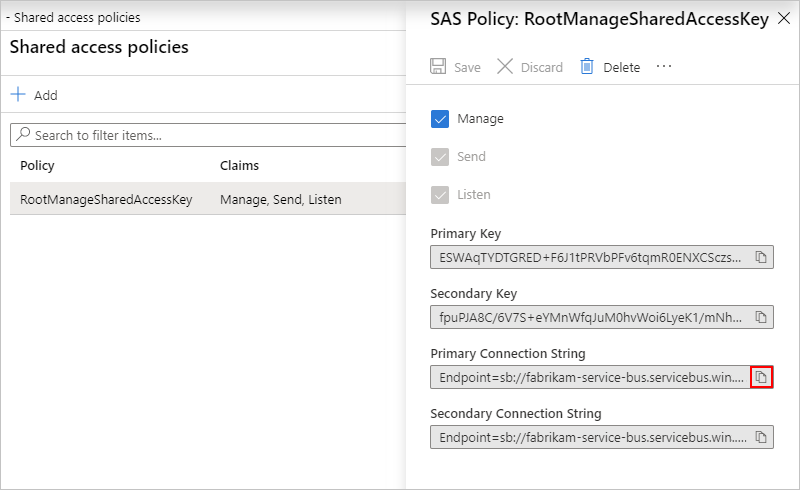 - Shared access policies
Shared access policies
Add
Search to filter items...
Policy Claims
RootManageSharedAccessKey Manage, Send, Listen
SAS Policy: RootManageSharedAccessKey
Save Discard Delete ...
Manage
Send
Listen
Primary Key
ESWAqTYDTGRED+F6J1tPRVbPFv6tqmR0ENXCSczs...
Secondary Key
fpuPJA8C/6V7S+eYMnWfqJuM0hvWoi6LyeK1/mNh...
Primary Connection String
Endpoint=sb://fabrikam-service-bus.servicebus.win....
Secondary Connection String
Endpoint=sb://fabrikam-service-bus.servicebus.win.....